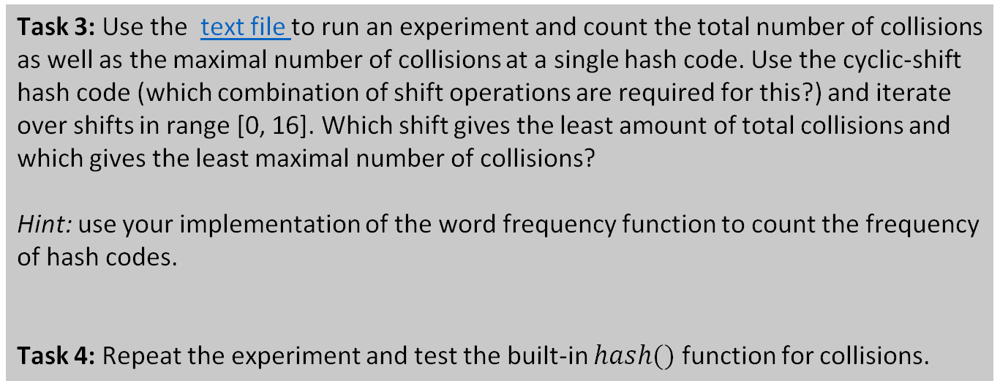 Task 3: Use the text file to run an experiment and count the total number of collisions
as well as the maximal number of collisions at a single hash code. Use the cyclic-shift
hash code (which combination of shift operations are required for this?) and iterate
over shifts in range [0, 16]. Which shift gives the least amount of total collisions and
which gives the least maximal number of collisions?
Hint: use your implementation of the word frequency function to count the frequency
of hash codes.
Task 4: Repeat the experiment and test the built-in hash() function for collisions.